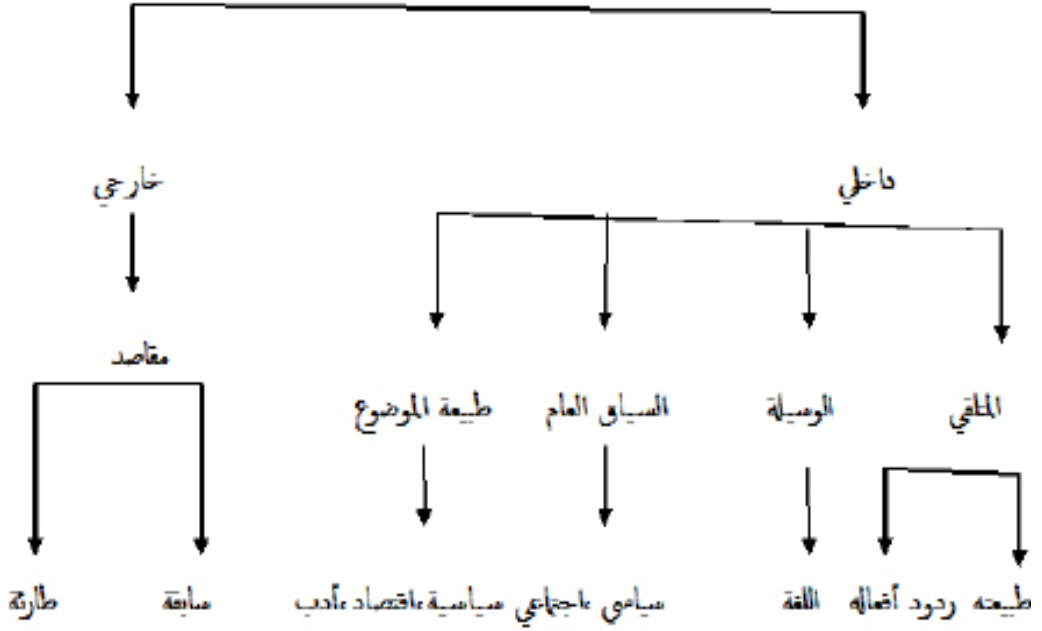 داخلي خارجي
مقاصد
المتلقي الوسيلة السياق العام طبيعة الموضوع
طبيعته ردود أفعاله اللغة سياسي ،اجتماعي سياسية ،اقتصاد ،أدب سابقة طارئة